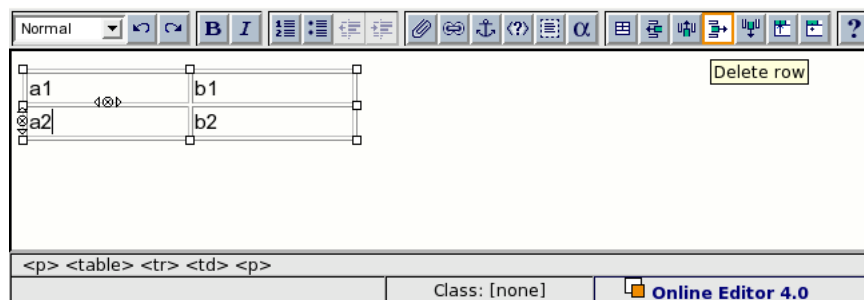 Normal B I α ?
Delete row
a1 b1
a2 b2
<p> <table> <tr> <td> <p>
Class: [none] Online Editor 4.0